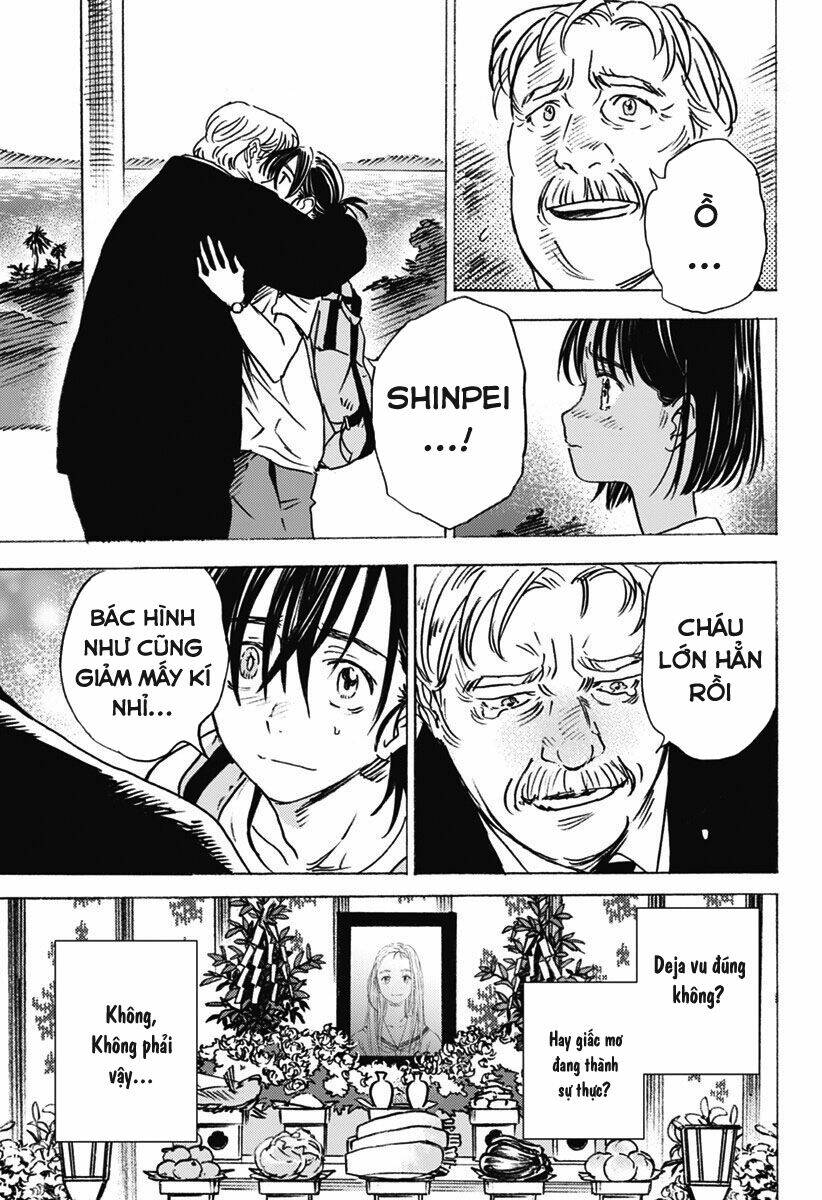 Ồ
...
SHINPEI
...!
CHÁU
LỚN HẲN
RỒI
BÁC HÌNH
NHƯ CŨNG
GIẢM MẤY KÍ
NHỈ...
Deja vu đúng
không?
Hay giấc mơ
đang thành
sự thực?
Không,
Không phải
vậy...